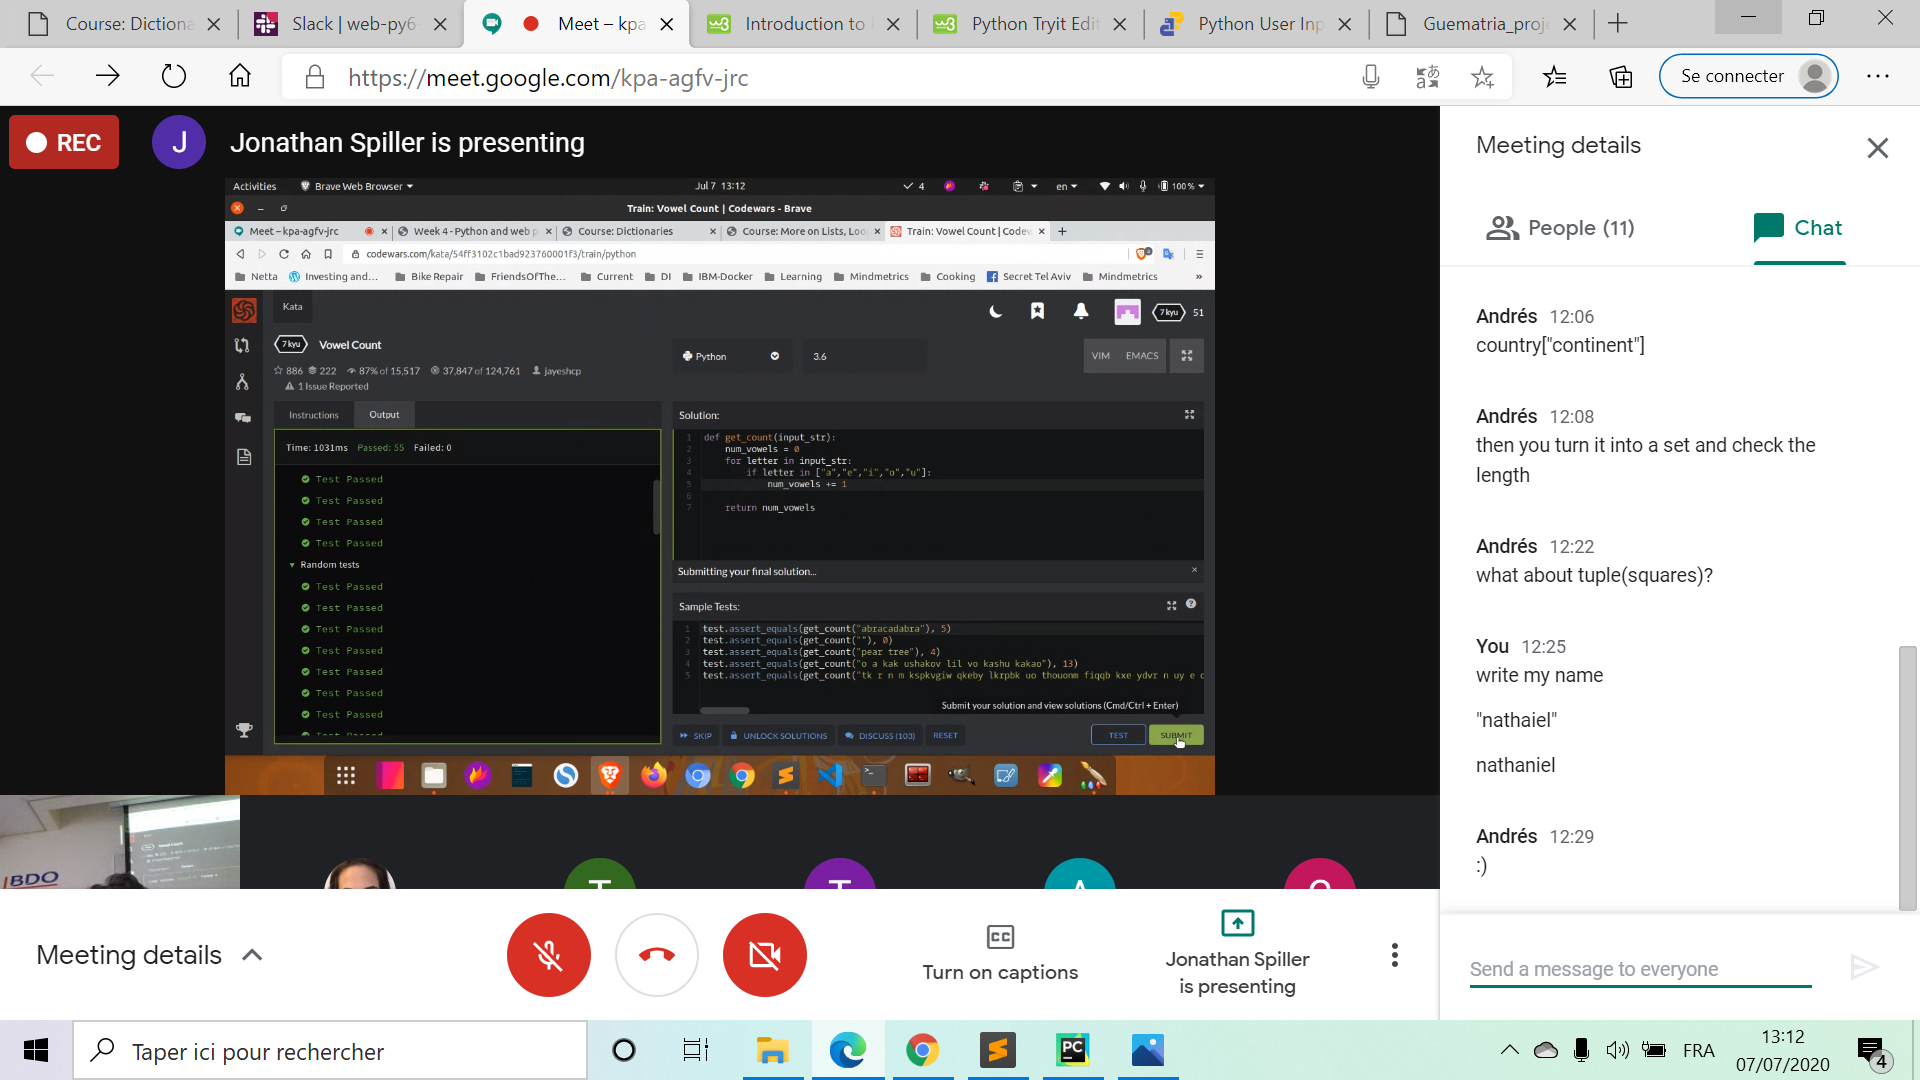 Course: Dictiona
Slack | web-py6-
Meet – kpa
Introduction to
Python Tryit Edit
Python User Inp
Guematria_proje
https://meet.google.com/kpa-agfv-jrc
Se connecter
REC
J
Jonathan Spiller is presenting
Activities
Brave Web Browser
Jul 7 13:12
4
en
100 %
Train: Vowel Count | Codewars - Brave
Meet – kpa-agfv-jrc
Week 4 - Python and web p
Course: Dictionaries
Course: More on Lists, Loo
Train: Vowel Count | Codew
codewars.com/kata/54ff3102c1bad923760001f3/train/python
Netta
Investing and...
Bike Repair
FriendsOfThe...
Current
DI
IBM-Docker
Learning
Mindmetrics
Cooking
Secret Tel Aviv
Mindmetrics
»
Kata
7 kyu
51
7 kyu
Vowel Count
886
222
87% of 15,517
37,847 of 124,761
jayeshcp
1 Issue Reported
Python
3.6
VIM
EMACS
Instructions
Output
Time: 1031ms Passed: 55 Failed: 0
Test Passed
Test Passed
Test Passed
Test Passed
Random tests
Test Passed
Test Passed
Test Passed
Test Passed
Test Passed
Test Passed
Test Passed
Solution:
1 def get_count(input_str):
2 num_vowels = 0
3 for letter in input_str:
4 if letter in ["a","e","i","o","u"]:
5 num_vowels += 1
6
7 return num_vowels
Submitting your final solution...
Sample Tests:
1 test.assert_equals(get_count("abracadabra"), 5)
2 test.assert_equals(get_count(""), 0)
3 test.assert_equals(get_count("pear tree"), 4)
4 test.assert_equals(get_count("o a kak ushakov lil vo kashu kakao"), 13)
5 test.assert_equals(get_count("tk r n m kspkvgiw qkeby lkrpbk uo thouonm fiqqb kxe ydvr n uy e o
Submit your solution and view solutions (Cmd/Ctrl + Enter)
SKIP
UNLOCK SOLUTIONS
DISCUSS (103)
RESET
TEST
SUBMIT
BDO
Meeting details
People (11)
Chat
Andrés 12:06
country["continent"]
Andrés 12:08
then you turn it into a set and check the
length
Andrés 12:22
what about tuple(squares)?
You 12:25
write my name
"nathaiel"
nathaniel
Andrés 12:29
:)
Send a message to everyone
Meeting details
Turn on captions
Jonathan Spiller
is presenting
Taper ici pour rechercher
FRA
13:12
07/07/2020
4